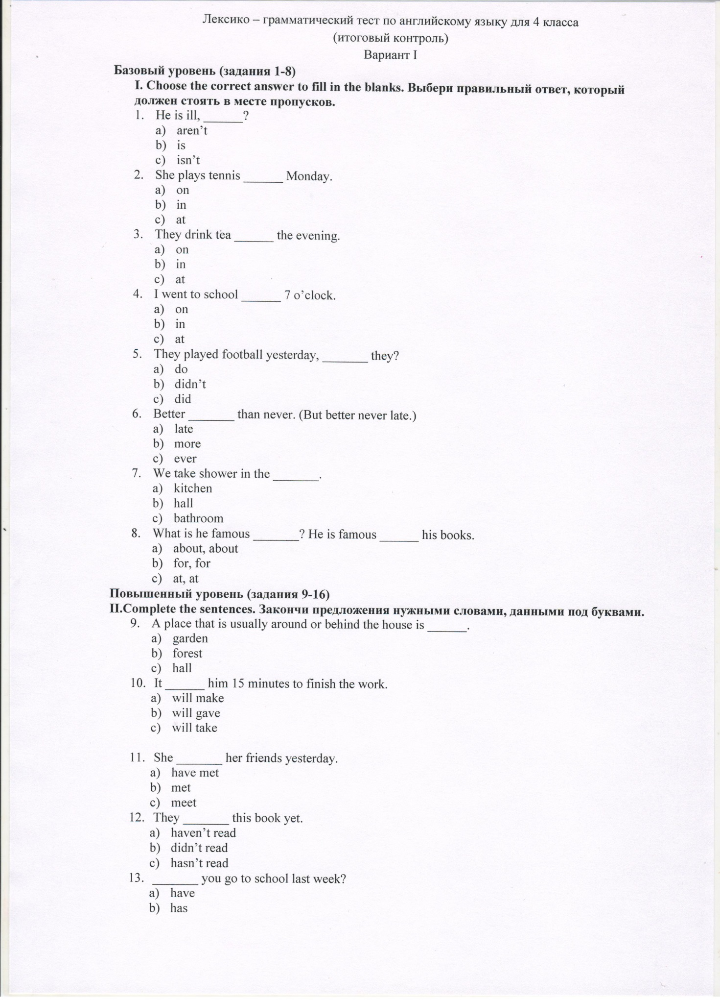 Лексико – грамматический тест по английскому языку для 4 класса
(итоговый контроль)
Вариант I
Базовый уровень (задания 1-8)
I. Choose the correct answer to fill in the blanks. Выбери правильный ответ, который
должен стоять в месте пропусков.
1. He is ill, ______?
a) aren’t
b) is
c) isn’t
2. She plays tennis ______ Monday.
a) on
b) in
c) at
3. They drink tea ______ the evening.
a) on
b) in
c) at
4. I went to school ______ 7 o’clock.
a) on
b) in
c) at
5. They played football yesterday, _______ they?
a) do
b) didn’t
c) did
6. Better _______ than never. (But better never late.)
a) late
b) more
c) ever
7. We take shower in the _______.
a) kitchen
b) hall
c) bathroom
8. What is he famous _______? He is famous ______ his books.
a) about, about
b) for, for
c) at, at
Повышенный уровень (задания 9-16)
II.Complete the sentences. Закончи предложения нужными словами, данными под буквами.
9. A place that is usually around or behind the house is ______.
a) garden
b) forest
c) hall
10. It ______ him 15 minutes to finish the work.
a) will make
b) will gave
c) will take
11. She _______ her friends yesterday.
a) have met
b) met
c) meet
12. They _______ this book yet.
a) haven’t read
b) didn’t read
c) hasn’t read
13. _______ you go to school last week?
a) have
b) has